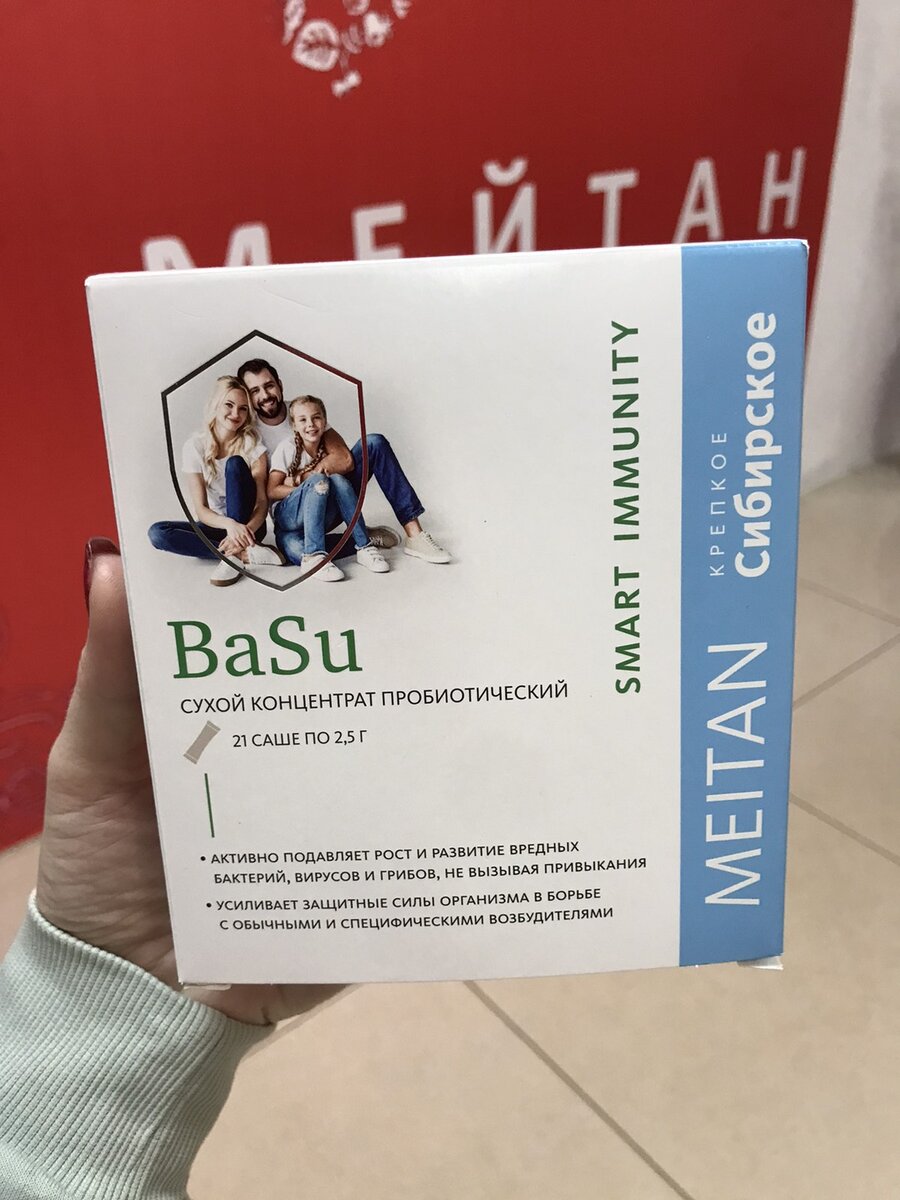 МЕЙТАН
SMART IMMUNITY
КРЕПКОЕ
Сибирское
MEITAN
BaSu
СУХОЙ КОНЦЕНТРАТ ПРОБИОТИЧЕСКИЙ
21 САШЕ ПО 2,5 Г
• АКТИВНО ПОДАВЛЯЕТ РОСТ И РАЗВИТИЕ ВРЕДНЫХ
БАКТЕРИЙ, ВИРУСОВ И ГРИБОВ, НЕ ВЫЗЫВАЯ ПРИВЫКАНИЯ
• УСИЛИВАЕТ ЗАЩИТНЫЕ СИЛЫ ОРГАНИЗМА В БОРЬБЕ
С ОБЫЧНЫМИ И СПЕЦИФИЧЕСКИМИ ВОЗБУДИТЕЛЯМИ